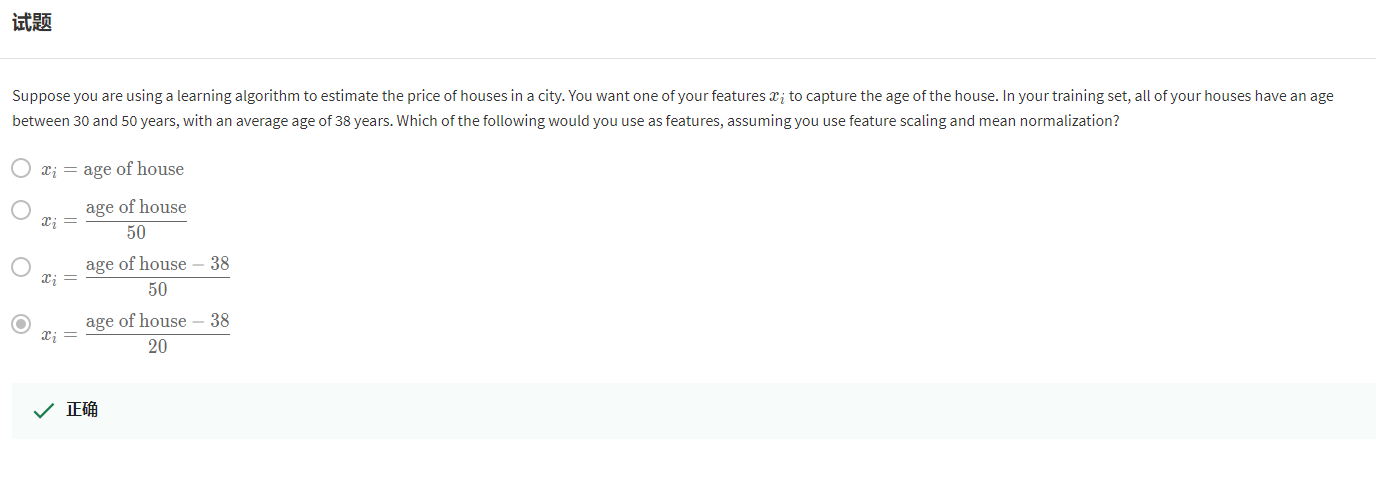 试题
Suppose you are using a learning algorithm to estimate the price of houses in a city. You want one of your features $x_i$ to capture the age of the house. In your training set, all of your houses have an age
between 30 and 50 years, with an average age of 38 years. Which of the following would you use as features, assuming you use feature scaling and mean normalization?
$x_i = \text{age of house}$
$x_i = \frac{\text{age of house}}{50}$
$x_i = \frac{\text{age of house} - 38}{50}$
$x_i = \frac{\text{age of house} - 38}{20}$
正确